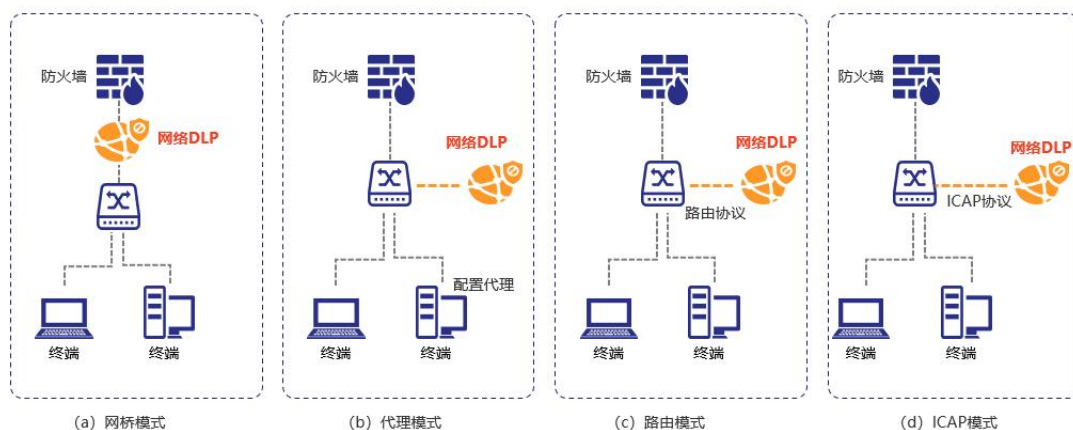 防火墙
网络DLP
终端
终端
(a) 网桥模式
防火墙
网络DLP
配置代理
终端
终端
(b) 代理模式
防火墙
网络DLP
路由协议
终端
终端
(c) 路由模式
防火墙
网络DLP
ICAP协议
终端
终端
(d) ICAP模式